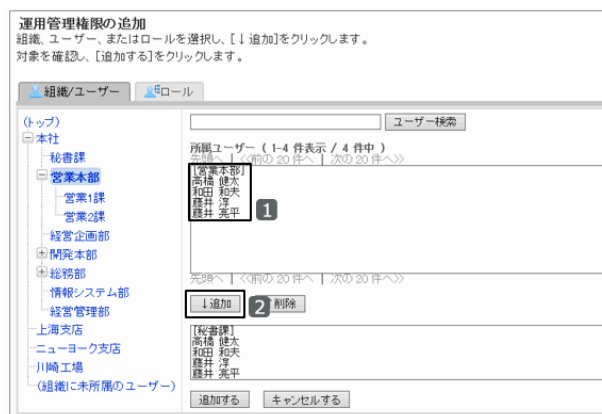 運用管理権限の追加
組織、ユーザー、またはロールを選択し、[↓追加]をクリックします。
対象を確認し、[追加する]をクリックします。
組織/ユーザー
ロール
(トップ)
本社
秘書課
営業本部
営業1課
営業2課
経営企画部
開発本部
総務部
情報システム部
経営管理部
上海支店
ニューヨーク支店
川崎工場
(組織に未所属のユーザー)
ユーザー検索
所属ユーザー ( 1-4 件表示 / 4 件中 )
先頭へ | <<前の 20 件へ | 次の 20 件へ>>
[営業本部]
高橋 健太
和田 和夫
藤井 淳
藤井 亮平
1
先頭へ | <<前の 20 件へ | 次の 20 件へ>>
↓追加
2
削除
[秘書課]
高橋 健太
和田 和夫
藤井 淳
藤井 亮平
追加する
キャンセルする